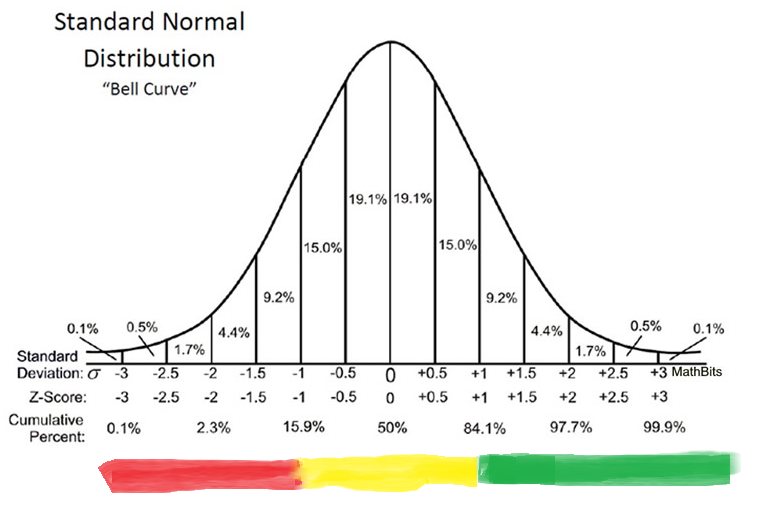 Standard Normal
Distribution
“Bell Curve”
19.1% 19.1%
15.0% 15.0%
9.2% 9.2%
0.1% 0.5% 4.4% 4.4% 0.5% 0.1%
1.7% 1.7%
Standard
Deviation: σ -3 -2.5 -2 -1.5 -1 -0.5 0 +0.5 +1 +1.5 +2 +2.5 +3 MathBits
Z-Score: -3 -2.5 -2 -1.5 -1 -0.5 0 +0.5 +1 +1.5 +2 +2.5 +3
Cumulative
Percent: 0.1% 2.3% 15.9% 50% 84.1% 97.7% 99.9%